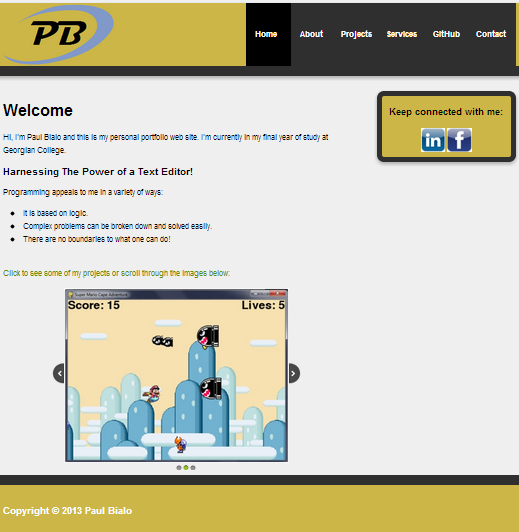 PB
Home About Projects Services GitHub Contact
Welcome
Hi, I'm Paul Bialo and this is my personal portfolio web site. I'm currently in my final year of study at
Georgian College.
Harnessing The Power of a Text Editor!
Programming appeals to me in a variety of ways:
It is based on logic.
Complex problems can be broken down and solved easily.
There are no boundaries to what one can do!
Click to see some of my projects or scroll through the images below:
Super Mario Cape Adventure
Score: 15 Lives: 5
Keep connected with me:
in f
Copyright © 2013 Paul Bialo